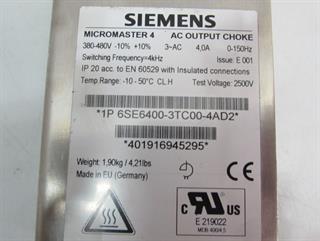 SIEMENS
MICROMASTER 4 AC OUTPUT CHOKE
380-480V -10% +10% 3~AC 4,0A 0-150Hz
Switching Frequency=4kHz Issue: E 001
IP 20 acc. to EN 60529 with Insulated connections
Temp.Range: -10 - 50°C CL.H Test Voltage: 2500V
*1P 6SE6400-3TC00-4AD2*
*401916945295*
Weight: 1,90kg / 4,21lbs
Made in EU (Germany)
C UL US
E 219022